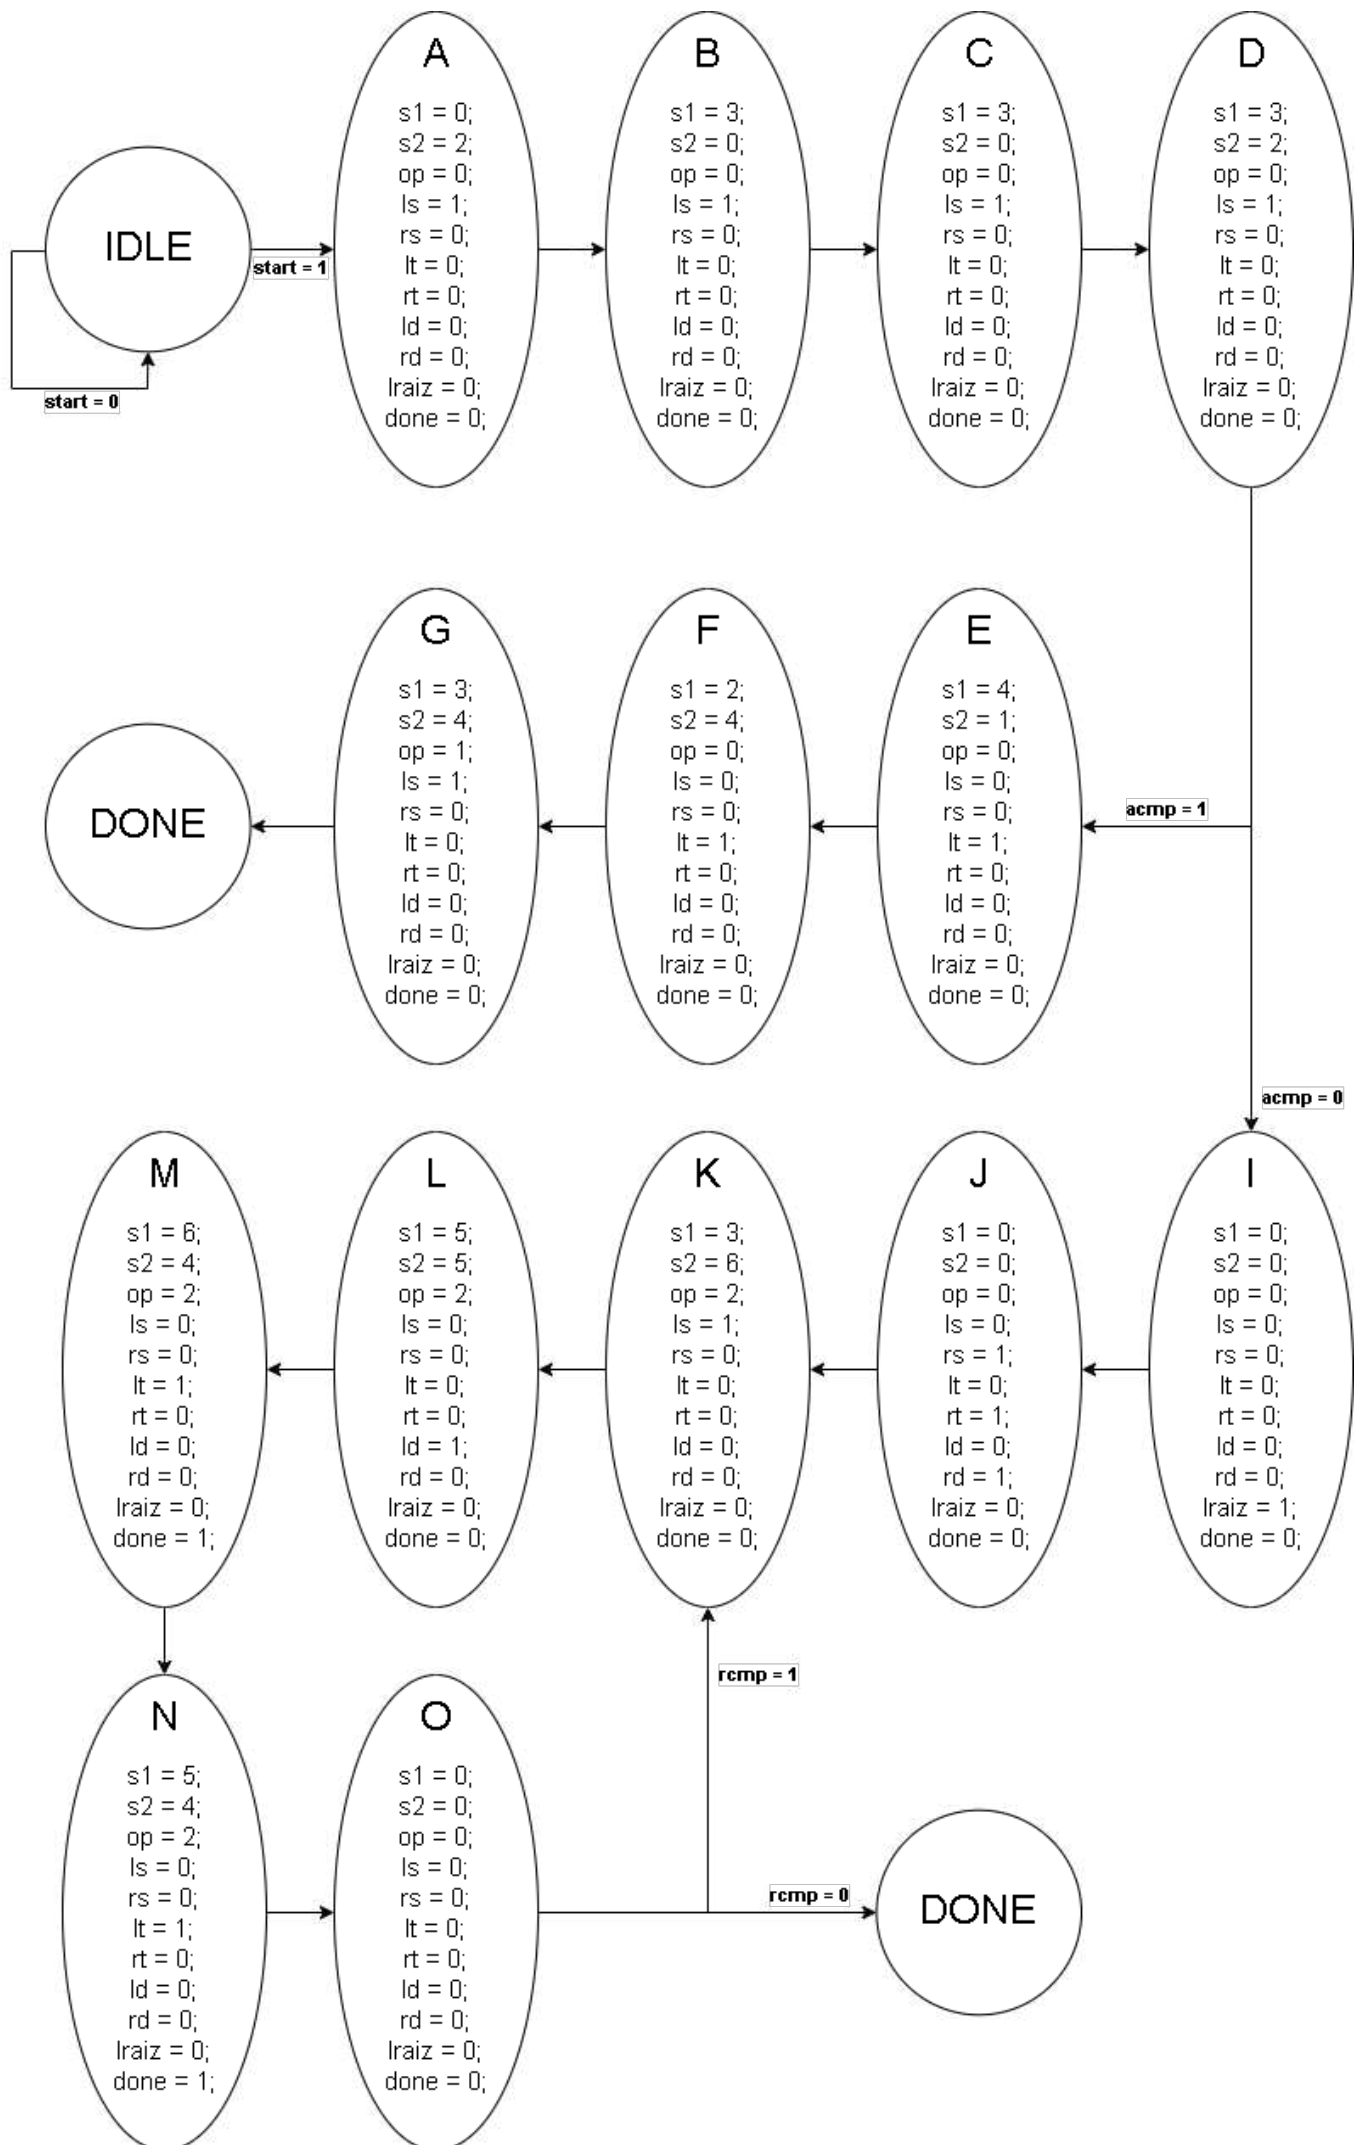 IDLE
start = 1
start = 0
A
s1 = 0;
s2 = 2;
op = 0;
ls = 1;
rs = 0;
lt = 0;
rt = 0;
ld = 0;
rd = 0;
lraiz = 0;
done = 0;
B
s1 = 3;
s2 = 0;
op = 0;
ls = 1;
rs = 0;
lt = 0;
rt = 0;
ld = 0;
rd = 0;
lraiz = 0;
done = 0;
C
s1 = 3;
s2 = 0;
op = 0;
ls = 1;
rs = 0;
lt = 0;
rt = 0;
ld = 0;
rd = 0;
lraiz = 0;
done = 0;
D
s1 = 3;
s2 = 2;
op = 0;
ls = 1;
rs = 0;
lt = 0;
rt = 0;
ld = 0;
rd = 0;
lraiz = 0;
done = 0;
acmp = 1
E
s1 = 4;
s2 = 1;
op = 0;
ls = 0;
rs = 0;
lt = 1;
rt = 0;
ld = 0;
rd = 0;
lraiz = 0;
done = 0;
F
s1 = 2;
s2 = 4;
op = 0;
ls = 0;
rs = 0;
lt = 1;
rt = 0;
ld = 0;
rd = 0;
lraiz = 0;
done = 0;
G
s1 = 3;
s2 = 4;
op = 1;
ls = 1;
rs = 0;
lt = 0;
rt = 0;
ld = 0;
rd = 0;
lraiz = 0;
done = 0;
DONE
acmp = 0
I
s1 = 0;
s2 = 0;
op = 0;
ls = 0;
rs = 0;
lt = 0;
rt = 0;
ld = 0;
rd = 0;
lraiz = 1;
done = 0;
J
s1 = 0;
s2 = 0;
op = 0;
ls = 0;
rs = 1;
lt = 0;
rt = 1;
ld = 0;
rd = 1;
lraiz = 0;
done = 0;
K
s1 = 3;
s2 = 6;
op = 2;
ls = 1;
rs = 0;
lt = 0;
rt = 0;
ld = 0;
rd = 0;
lraiz = 0;
done = 0;
L
s1 = 5;
s2 = 5;
op = 2;
ls = 0;
rs = 0;
lt = 0;
rt = 0;
ld = 1;
rd = 0;
lraiz = 0;
done = 0;
M
s1 = 6;
s2 = 4;
op = 2;
ls = 0;
rs = 0;
lt = 1;
rt = 0;
ld = 0;
rd = 0;
lraiz = 0;
done = 1;
N
s1 = 5;
s2 = 4;
op = 2;
ls = 0;
rs = 0;
lt = 1;
rt = 0;
ld = 0;
rd = 0;
lraiz = 0;
done = 1;
O
s1 = 0;
s2 = 0;
op = 0;
ls = 0;
rs = 0;
lt = 0;
rt = 0;
ld = 0;
rd = 0;
lraiz = 0;
done = 0;
rcmp = 1
rcmp = 0
DONE